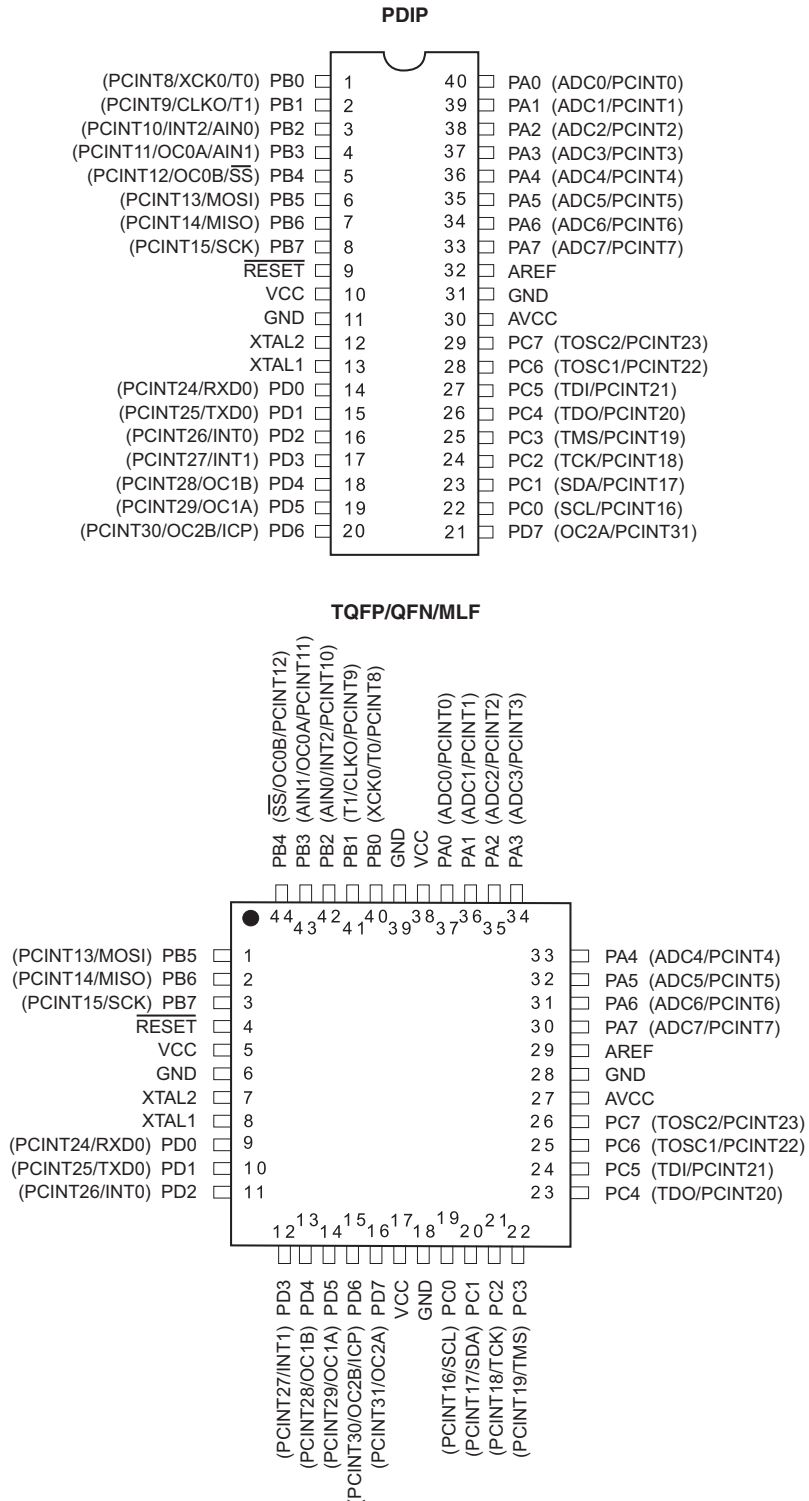 PDIP
(PCINT8/XCK0/T0) PB0 1 40 PA0 (ADC0/PCINT0)
(PCINT9/CLKO/T1) PB1 2 39 PA1 (ADC1/PCINT1)
(PCINT10/INT2/AIN0) PB2 3 38 PA2 (ADC2/PCINT2)
(PCINT11/OC0A/AIN1) PB3 4 37 PA3 (ADC3/PCINT3)
(PCINT12/OC0B/SS) PB4 5 36 PA4 (ADC4/PCINT4)
(PCINT13/MOSI) PB5 6 35 PA5 (ADC5/PCINT5)
(PCINT14/MISO) PB6 7 34 PA6 (ADC6/PCINT6)
(PCINT15/SCK) PB7 8 33 PA7 (ADC7/PCINT7)
RESET 9 32 AREF
VCC 10 31 GND
GND 11 30 AVCC
XTAL2 12 29 PC7 (TOSC2/PCINT23)
XTAL1 13 28 PC6 (TOSC1/PCINT22)
(PCINT24/RXD0) PD0 14 27 PC5 (TDI/PCINT21)
(PCINT25/TXD0) PD1 15 26 PC4 (TDO/PCINT20)
(PCINT26/INT0) PD2 16 25 PC3 (TMS/PCINT19)
(PCINT27/INT1) PD3 17 24 PC2 (TCK/PCINT18)
(PCINT28/OC1B) PD4 18 23 PC1 (SDA/PCINT17)
(PCINT29/OC1A) PD5 19 22 PC0 (SCL/PCINT16)
(PCINT30/OC2B/ICP) PD6 20 21 PD7 (OC2A/PCINT31)
TQFP/QFN/MLF
PB4 (SS/OC0B/PCINT12)
PB3 (AIN1/OC0A/PCINT11)
PB2 (AIN0/INT2/PCINT10)
PB1 (T1/CLKO/PCINT9)
PB0 (XCK0/T0/PCINT8)
GND
VCC
PA0 (ADC0/PCINT0)
PA1 (ADC1/PCINT1)
PA2 (ADC2/PCINT2)
PA3 (ADC3/PCINT3)
44 43 42 41 40 39 38 37 36 35 34
(PCINT13/MOSI) PB5 1 33 PA4 (ADC4/PCINT4)
(PCINT14/MISO) PB6 2 32 PA5 (ADC5/PCINT5)
(PCINT15/SCK) PB7 3 31 PA6 (ADC6/PCINT6)
RESET 4 30 PA7 (ADC7/PCINT7)
VCC 5 29 AREF
GND 6 28 GND
XTAL2 7 27 AVCC
XTAL1 8 26 PC7 (TOSC2/PCINT23)
(PCINT24/RXD0) PD0 9 25 PC6 (TOSC1/PCINT22)
(PCINT25/TXD0) PD1 10 24 PC5 (TDI/PCINT21)
(PCINT26/INT0) PD2 11 23 PC4 (TDO/PCINT20)
12 13 14 15 16 17 18 19 20 21 22
(PCINT27/INT1) PD3
(PCINT28/OC1B) PD4
(PCINT29/OC1A) PD5
(PCINT30/OC2B/ICP) PD6
(PCINT31/OC2A) PD7
VCC
GND
(PCINT16/SCL) PC0
(PCINT17/SDA) PC1
(PCINT18/TCK) PC2
(PCINT19/TMS) PC3